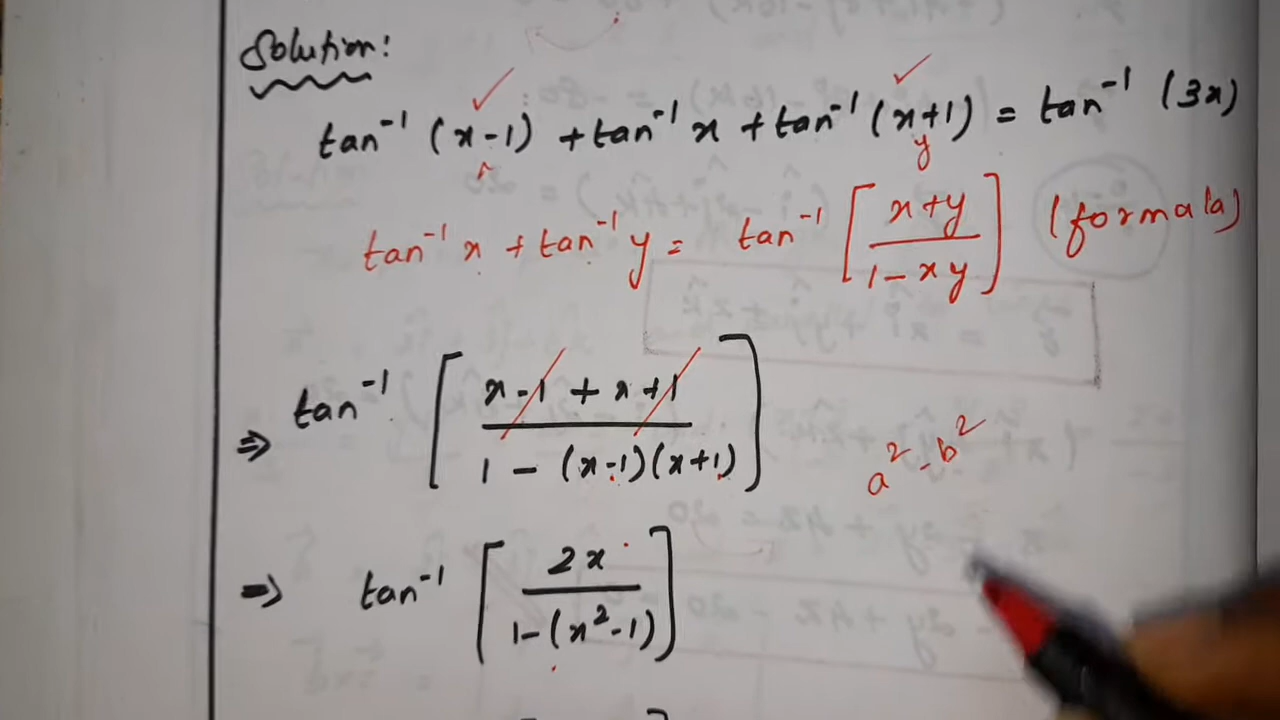 Solution:
tan⁻¹ (x-1) + tan⁻¹ x + tan⁻¹ (x+1) = tan⁻¹ (3x)
y
tan⁻¹ x + tan⁻¹ y = tan⁻¹ [x+y / 1-xy] (formala)
⇒ tan⁻¹ [x-1 + x+1 / 1 - (x-1)(x+1)]
a² - b²
⇒ tan⁻¹ [2x / 1-(x²-1)]